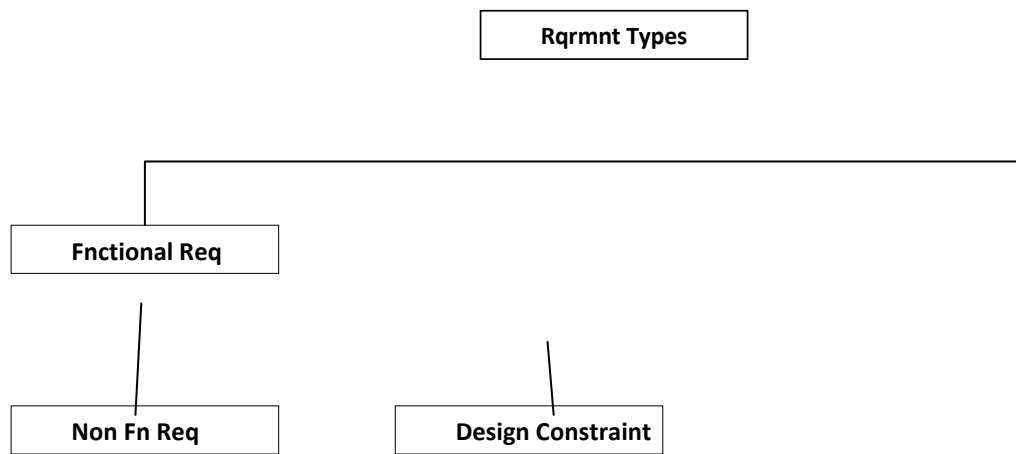 Rqrmnt Types
Fnctional Req
Non Fn Req
Design Constraint